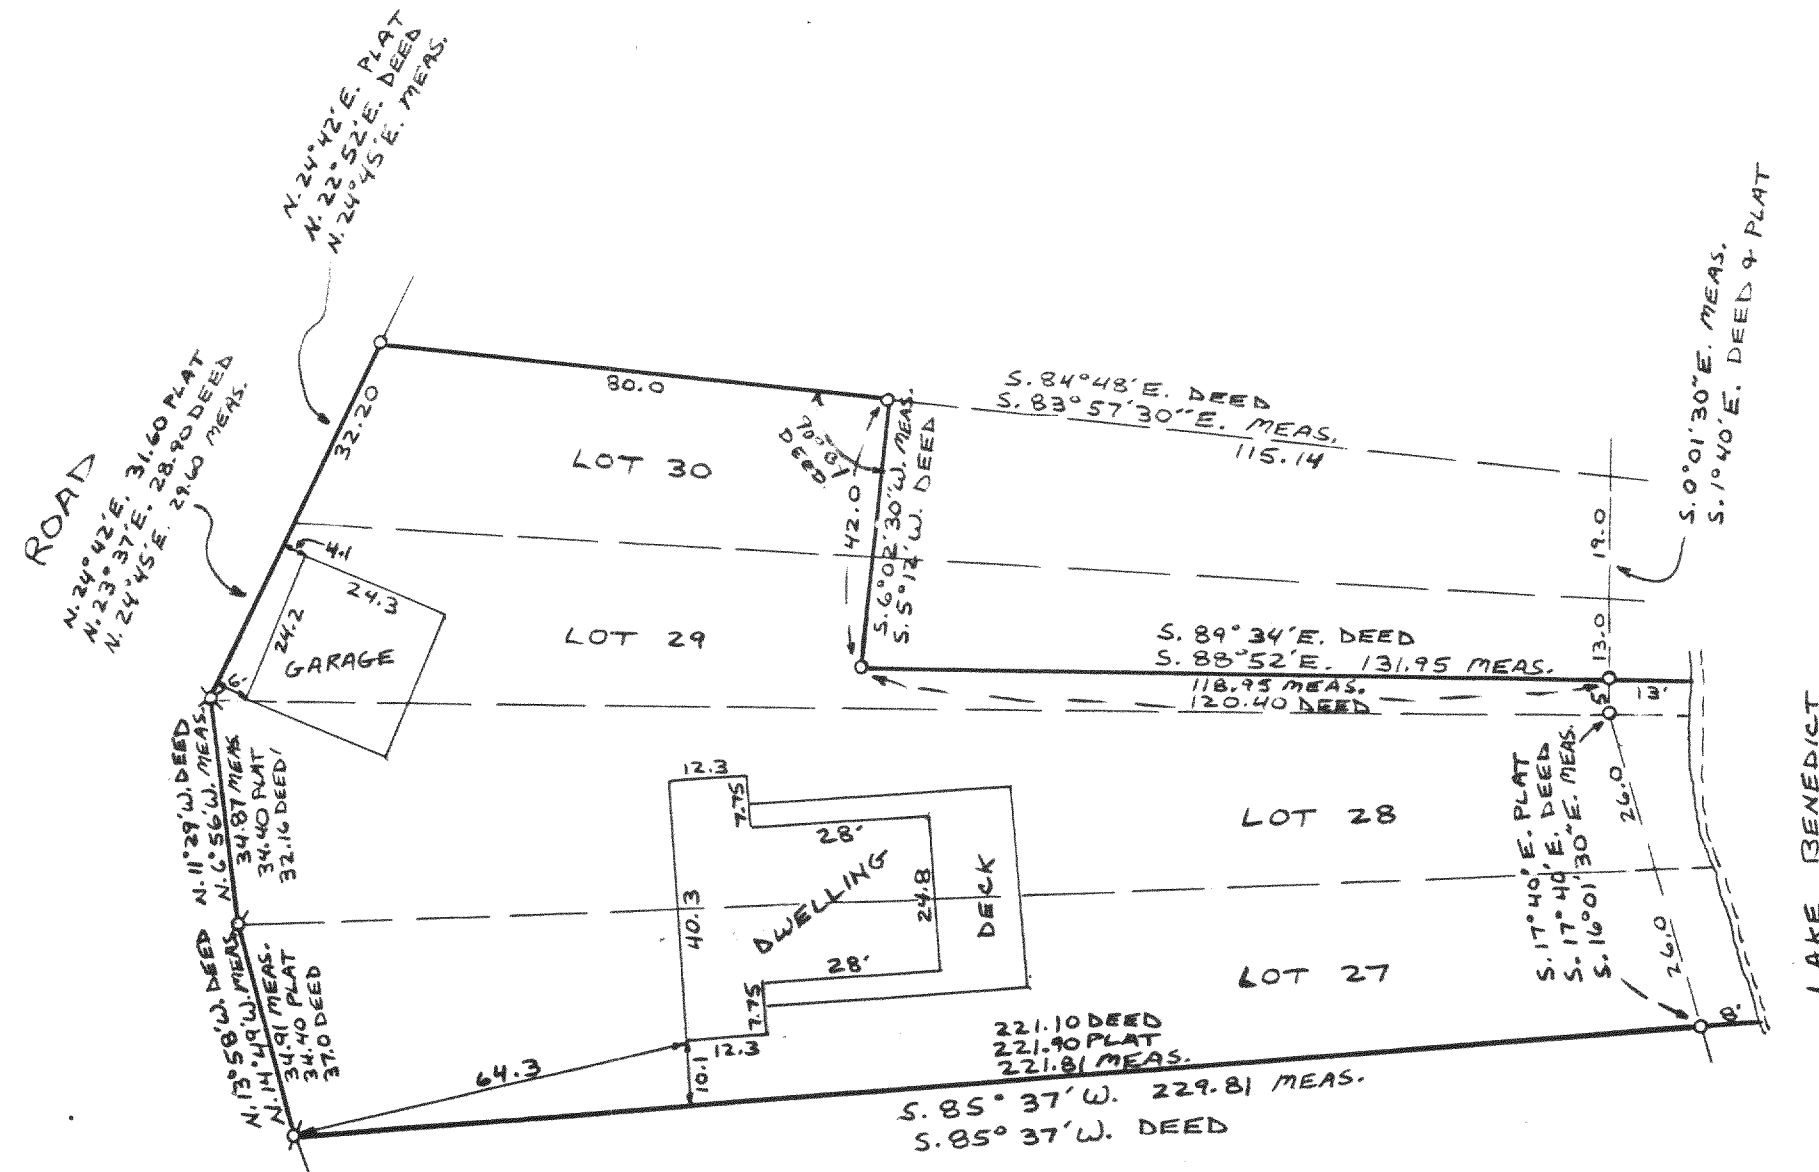 N. 24°42'E. PLAT
N. 22°52'E. DEED
N. 24°45'E. MEAS.
ROAD
N. 24°42'E. 31.60 PLAT
N. 23°37'E. 28.90 DEED
N. 24°45'E. 29.60 MEAS.
32.20
80.0
LOT 30
DEED
42.0
S. 6°02'30"W. MEAS.
S. 5°12'W. DEED
S. 84°48'E. DEED
S. 83°57'30"E. MEAS.
115.14
S. 0°01'30"E. MEAS.
S. 1°40'E. DEED & PLAT
19.0
13.0
4.1
24.3
24.2
GARAGE
6.
LOT 29
S. 89°34'E. DEED
S. 88°52'E. 131.95 MEAS.
118.95 MEAS.
120.40 DEED
13'
5
N. 11°29'W. DEED
N. 6°56'W. MEAS.
34.87 MEAS.
34.40 PLAT
32.16 DEED
12.3
7.75
28'
DWELLING
24.8
DECK
40.3
28'
7.75
12.3
LOT 28
LOT 27
S. 17°40'E. PLAT
S. 17°40'E. DEED
S. 16°01'30"E. MEAS.
26.0
26.0
8'
LAKE BENEDICT
N. 13°58'W. DEED
N. 14°49'W. MEAS.
34.91 MEAS.
34.40 PLAT
37.0 DEED
64.3
10.1
221.10 DEED
221.90 PLAT
221.81 MEAS.
S. 85°37'W. 229.81 MEAS.
S. 85°37'W. DEED